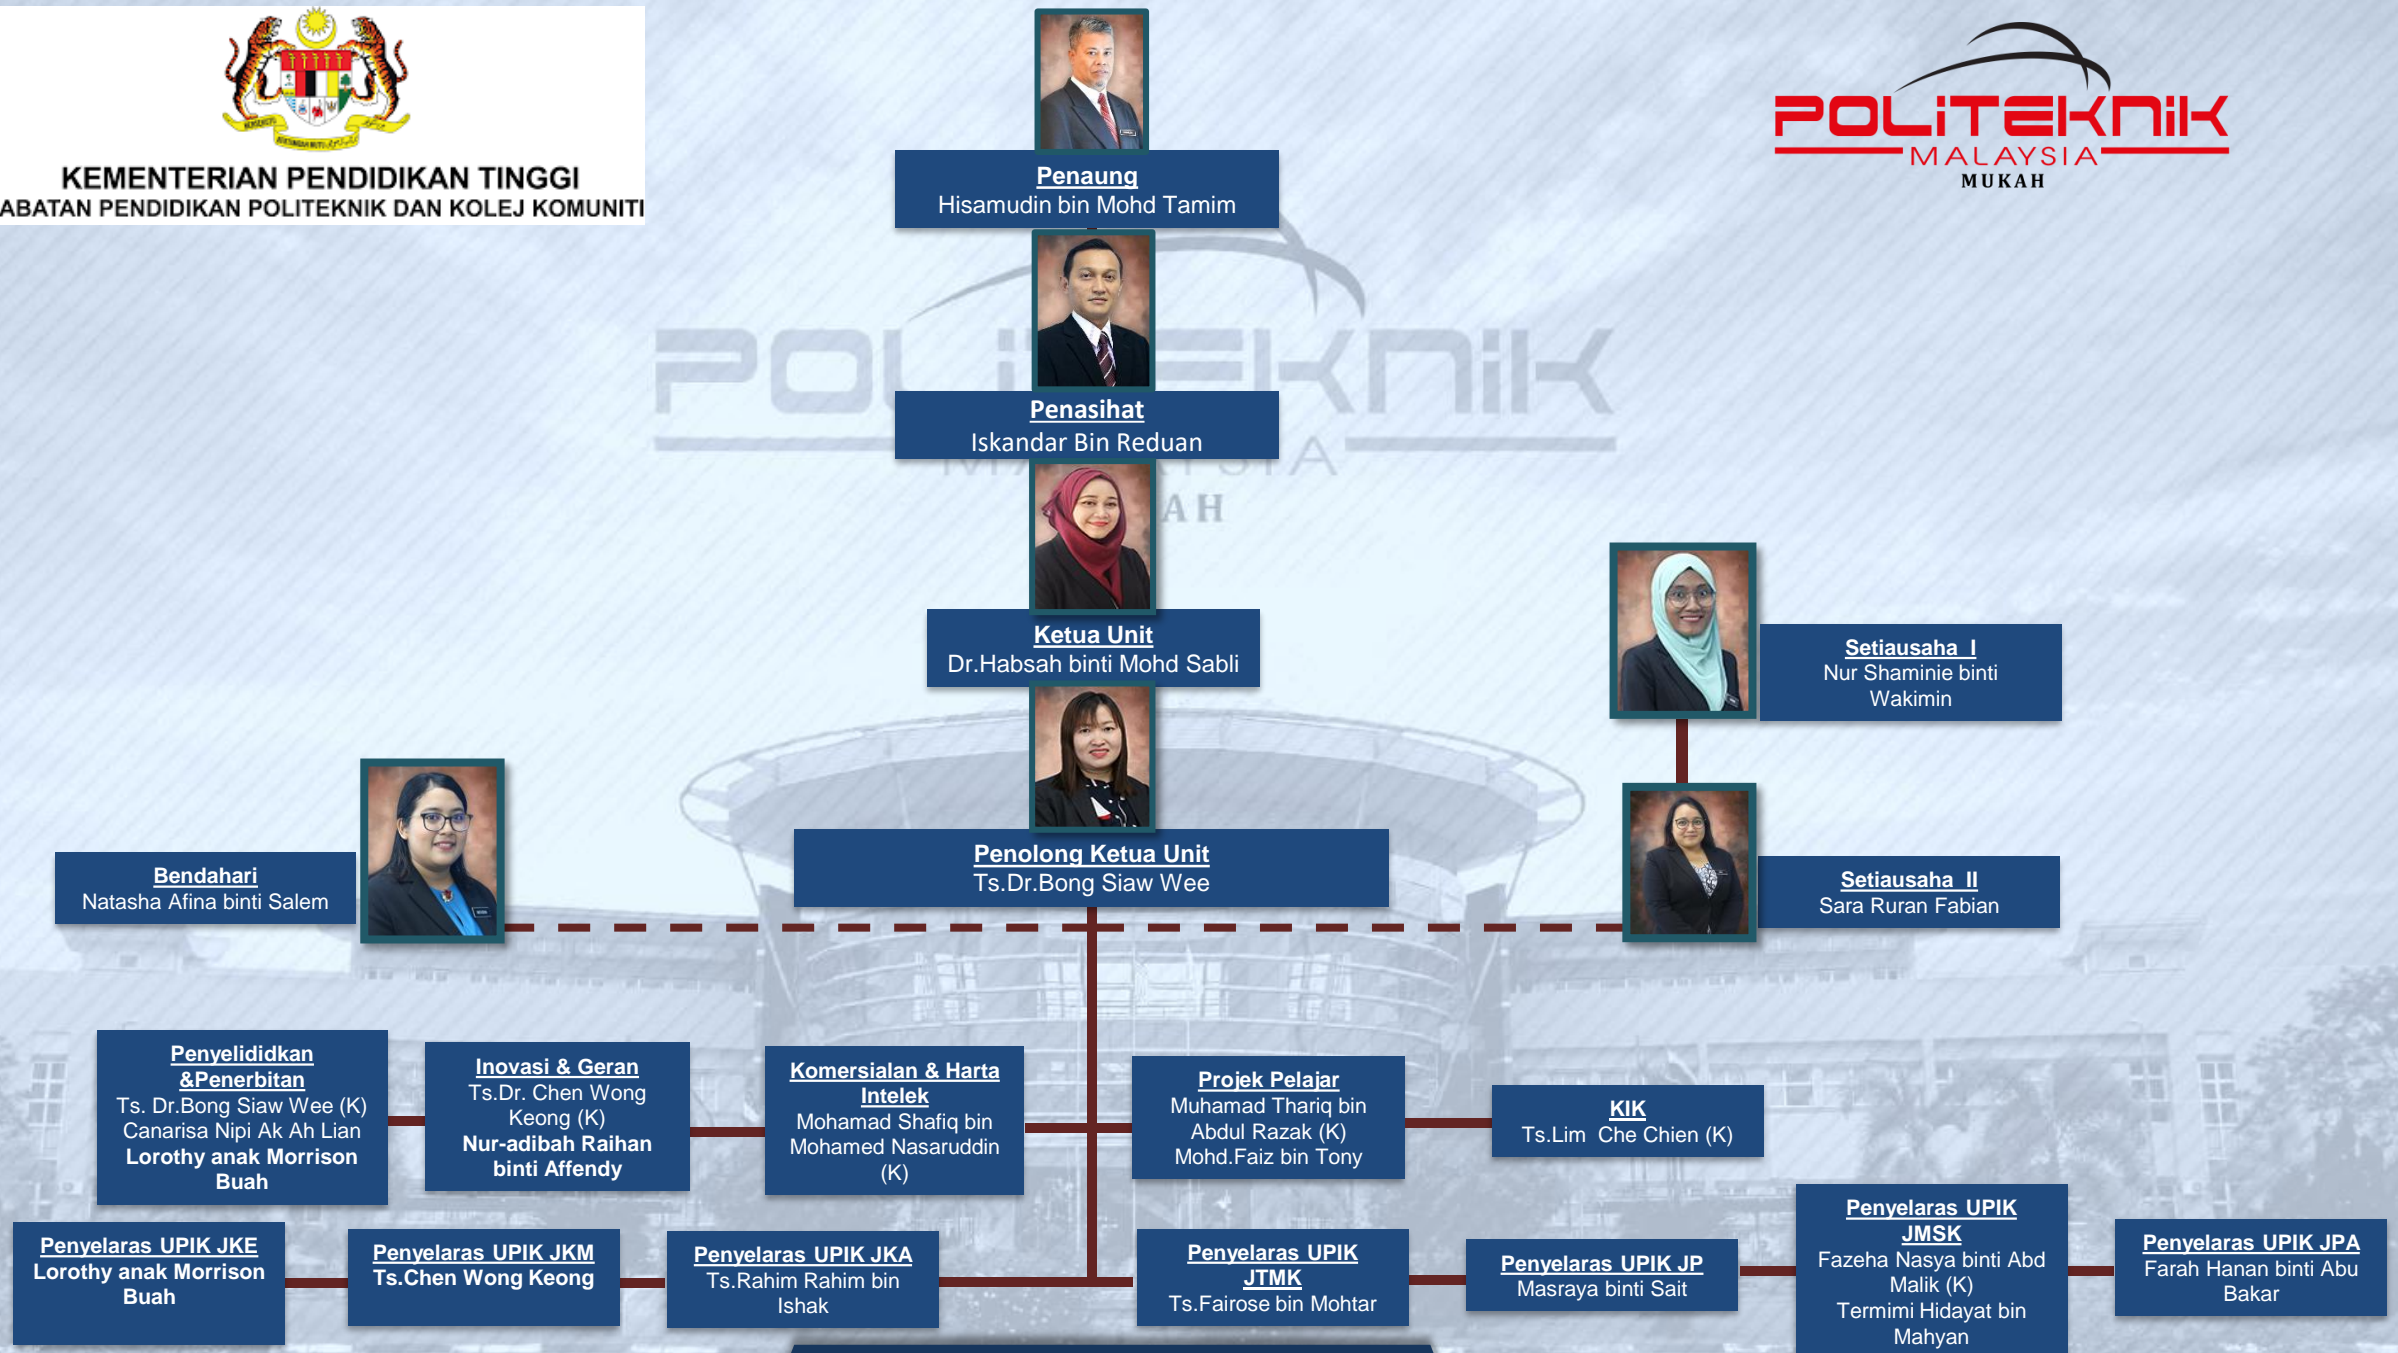 KEMENTERIAN PENDIDIKAN TINGGI
ABATAN PENDIDIKAN POLITEKNIK DAN KOLEJ KOMUNITI
POLITEKNIK
MALAYSIA
MUKAH
Penaung
Hisamudin bin Mohd Tamim
Penasihat
Iskandar Bin Reduan
Ketua Unit
Dr.Habsah binti Mohd Sabli
Setiausaha I
Nur Shaminie binti
Wakimin
Penolong Ketua Unit
Ts.Dr.Bong Siaw Wee
Bendahari
Natasha Afina binti Salem
Setiausaha II
Sara Ruran Fabian
Penyelididkan
&Penerbitan
Ts. Dr.Bong Siaw Wee (K)
Canarisa Nipi Ak Ah Lian
Lorothy anak Morrison
Buah
Inovasi & Geran
Ts.Dr. Chen Wong
Keong (K)
Nur-adibah Raihan
binti Affendy
Komersialan & Harta
Intelek
Mohamad Shafiq bin
Mohamed Nasaruddin
(K)
Projek Pelajar
Muhamad Thariq bin
Abdul Razak (K)
Mohd.Faiz bin Tony
KIK
Ts.Lim Che Chien (K)
Penyelaras UPIK JKE
Lorothy anak Morrison
Buah
Penyelaras UPIK JKM
Ts.Chen Wong Keong
Penyelaras UPIK JKA
Ts.Rahim Rahim bin
Ishak
Penyelaras UPIK
JTMK
Ts.Fairose bin Mohtar
Penyelaras UPIK JP
Masraya binti Sait
Penyelaras UPIK
JMSK
Fazeha Nasya binti Abd
Malik (K)
Termimi Hidayat bin
Mahyan
Penyelaras UPIK JPA
Farah Hanan binti Abu
Bakar